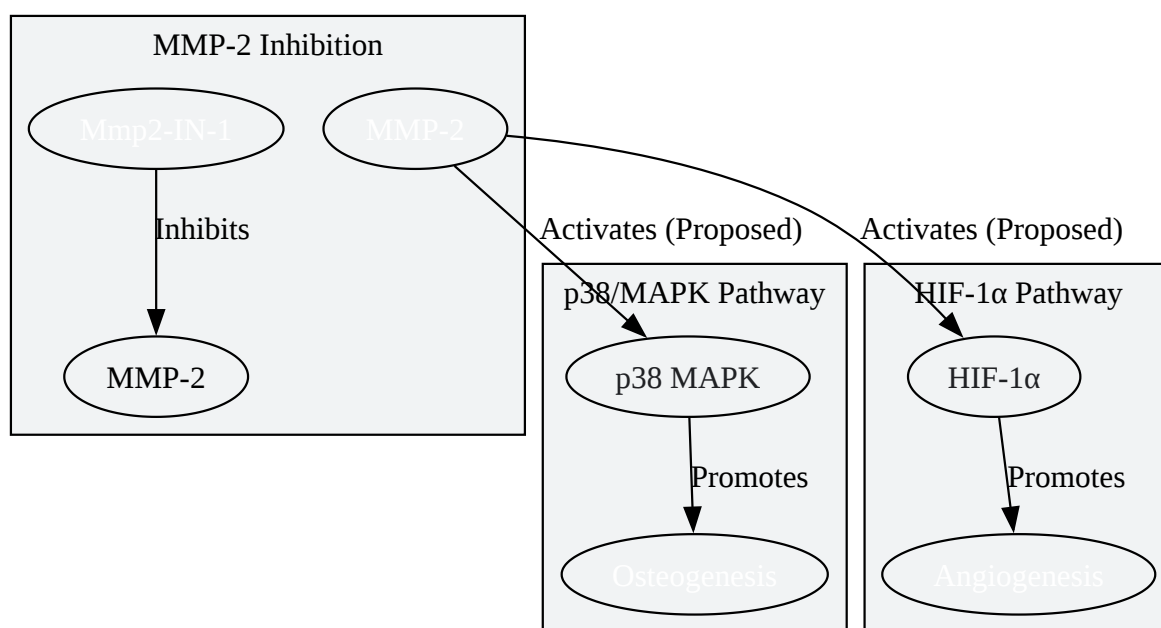 MMP-2 Inhibition
Mmp2-IN-1
MMP-2
Inhibits
Activates (Proposed)
Activates (Proposed)
p38/MAPK Pathway
HIF-1α Pathway
MMP-2
p38 MAPK
HIF-1α
Promotes
Promotes
Osteogenesis
Angiogenesis